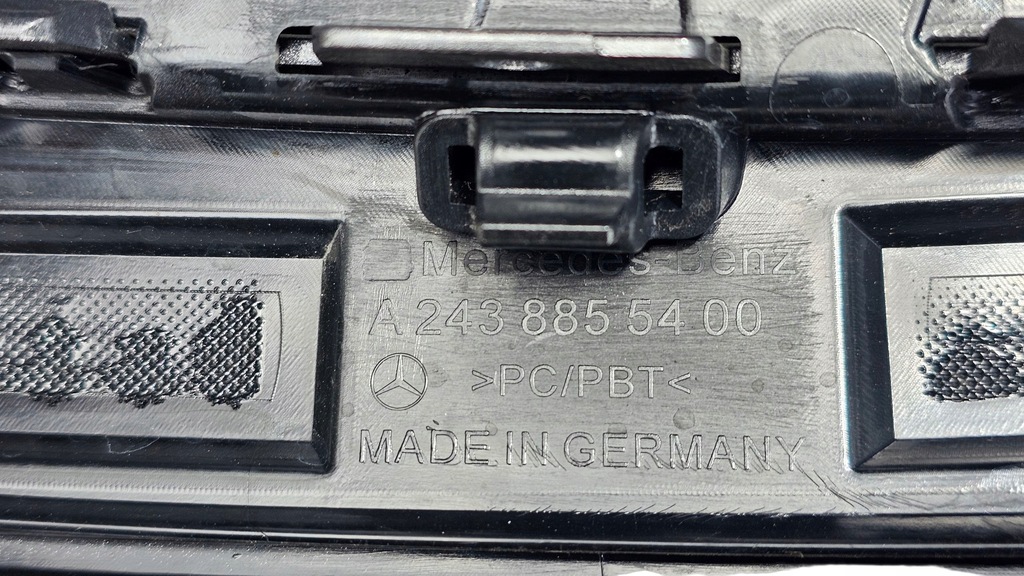 Mercedes-Benz
A 243 885 54 00
>PC/PBT<
MADE IN GERMANY